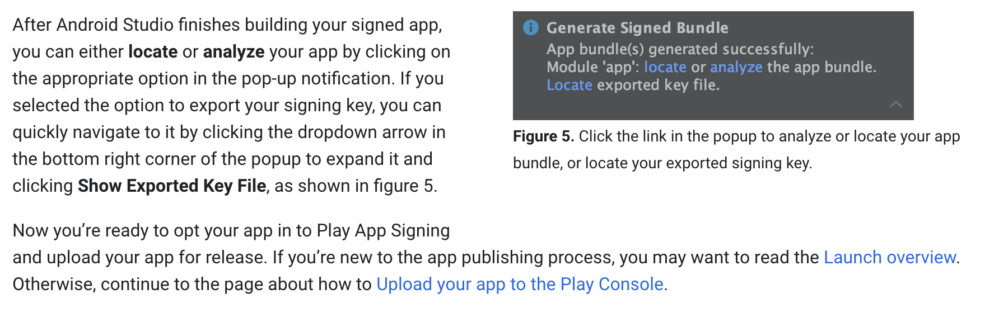 After Android Studio finishes building your signed app,
you can either locate or analyze your app by clicking on
the appropriate option in the pop-up notification. If you
selected the option to export your signing key, you can
quickly navigate to it by clicking the dropdown arrow in
the bottom right corner of the popup to expand it and
clicking Show Exported Key File, as shown in figure 5.
Generate Signed Bundle
App bundle(s) generated successfully:
Module 'app': locate or analyze the app bundle.
Locate exported key file.
Figure 5. Click the link in the popup to analyze or locate your app
bundle, or locate your exported signing key.
Now you’re ready to opt your app in to Play App Signing
and upload your app for release. If you’re new to the app publishing process, you may want to read the Launch overview.
Otherwise, continue to the page about how to Upload your app to the Play Console.